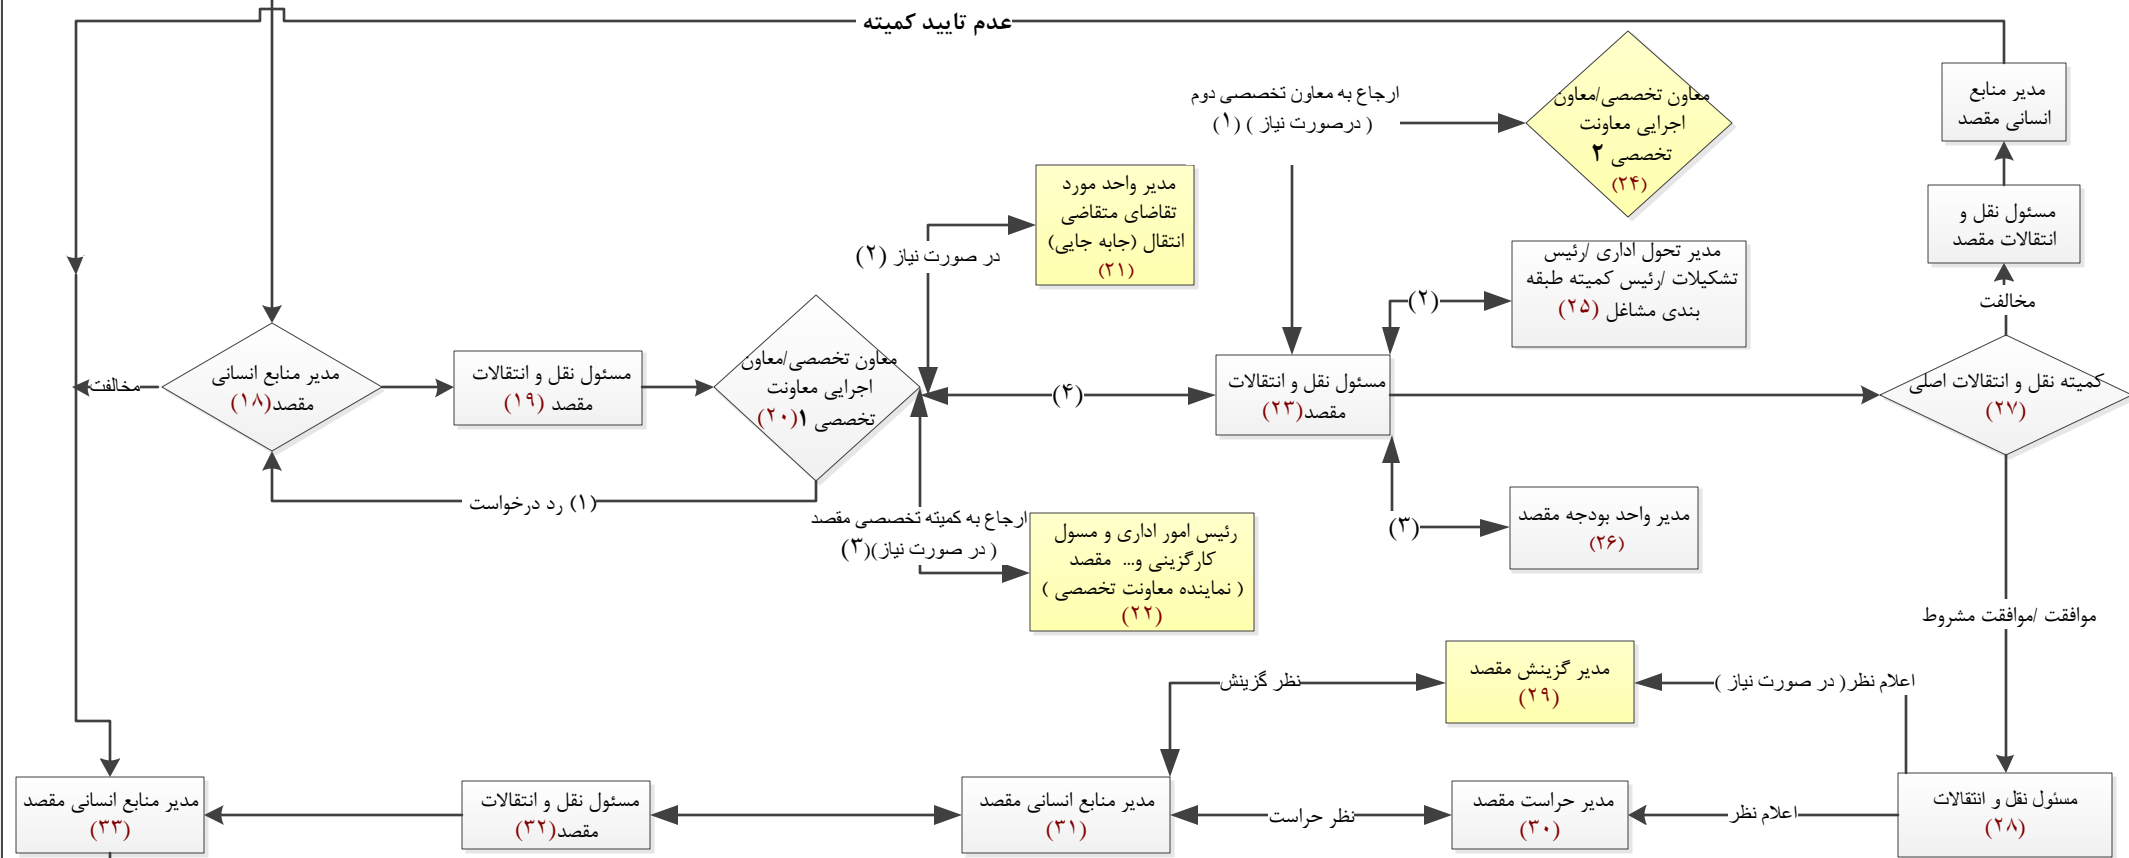 عدم تایید کمیته
مدیر منابع
انسانی مقصد
مسئول نقل و
انتقالات مقصد
مخالفت
کمیته نقل و انتقالات اصلی
(۲۷)
ارجاع به معاون تخصصی دوم
(درصورت نیاز ) (۱)
معاون تخصصی/معاون
اجرایی معاونت
تخصصی ۲
(۲۴)
مدیر تحول اداری /رئیس
تشکیلات /رئیس کمیته طبقه
بندی مشاغل (۲۵)
(۲)
مدیر واحد مورد
تقاضای متقاضی
انتقال (جابه جایی)
(۲۱)
در صورت نیاز (۲)
مخالفت
مدیر منابع انسانی
مقصد(۱۸)
مسئول نقل و انتقالات
مقصد (۱۹)
معاون تخصصی/معاون
اجرایی معاونت
تخصصی ۱(۲۰)
(۴)
مسئول نقل و انتقالات
مقصد(۲۳)
(۱) رد درخواست
ارجاع به کمیته تخصصی مقصد
( در صورت نیاز)(۳)
رئیس امور اداری و مسول
کارگزینی و... مقصد
( نماینده معاونت تخصصی )
(۲۲)
(۳)
مدیر واحد بودجه مقصد
(۲۶)
موافقت /موافقت مشروط
مسئول نقل و انتقالات
(۲۸)
اعلام نظر( در صورت نیاز )
مدیر گزینش مقصد
(۲۹)
نظر گزینش
اعلام نظر
مدیر حراست مقصد
(۳۰)
نظر حراست
مدیر منابع انسانی مقصد
(۳۱)
مسئول نقل و انتقالات
مقصد(۳۲)
مدیر منابع انسانی مقصد
(۳۳)